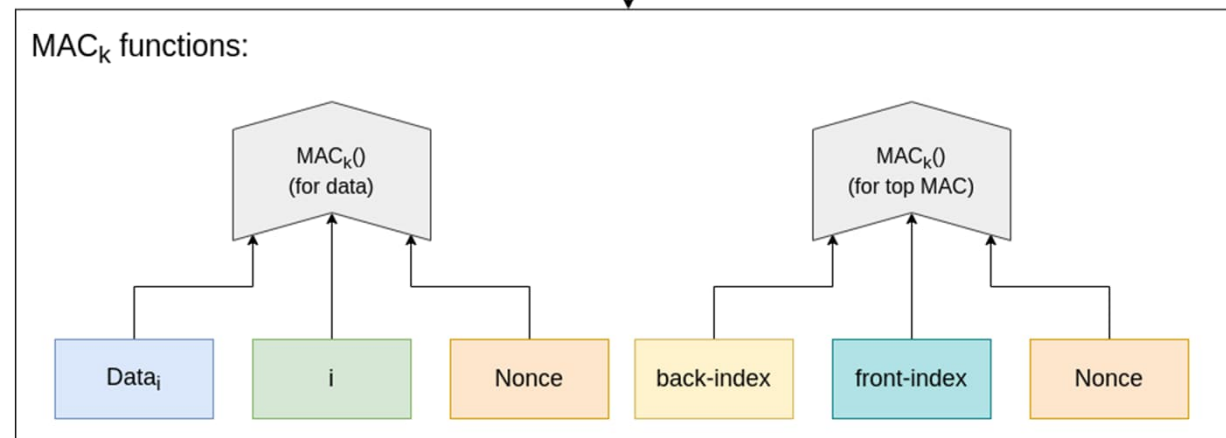 MACk functions:
MACk()
(for data)
MACk()
(for top MAC)
Datai
i
Nonce
back-index
front-index
Nonce